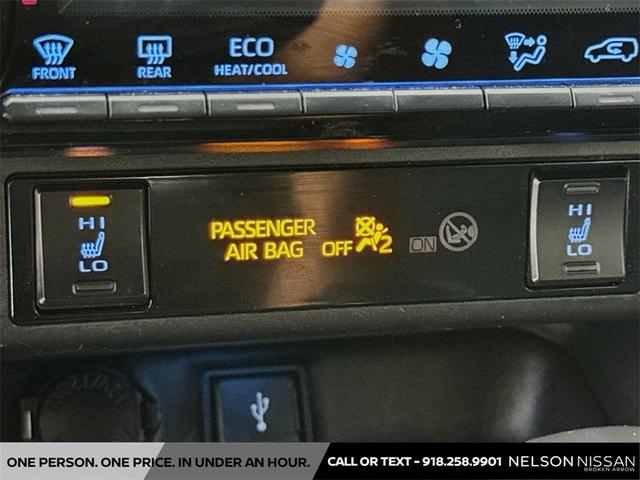 FRONT
REAR
ECO
HEAT/COOL
HI
LO
PASSENGER
AIR BAG OFF 2 ON
HI
LO
ONE PERSON. ONE PRICE. IN UNDER AN HOUR.
CALL OR TEXT - 918.258.9901
NELSON NISSAN
BROKEN ARROW